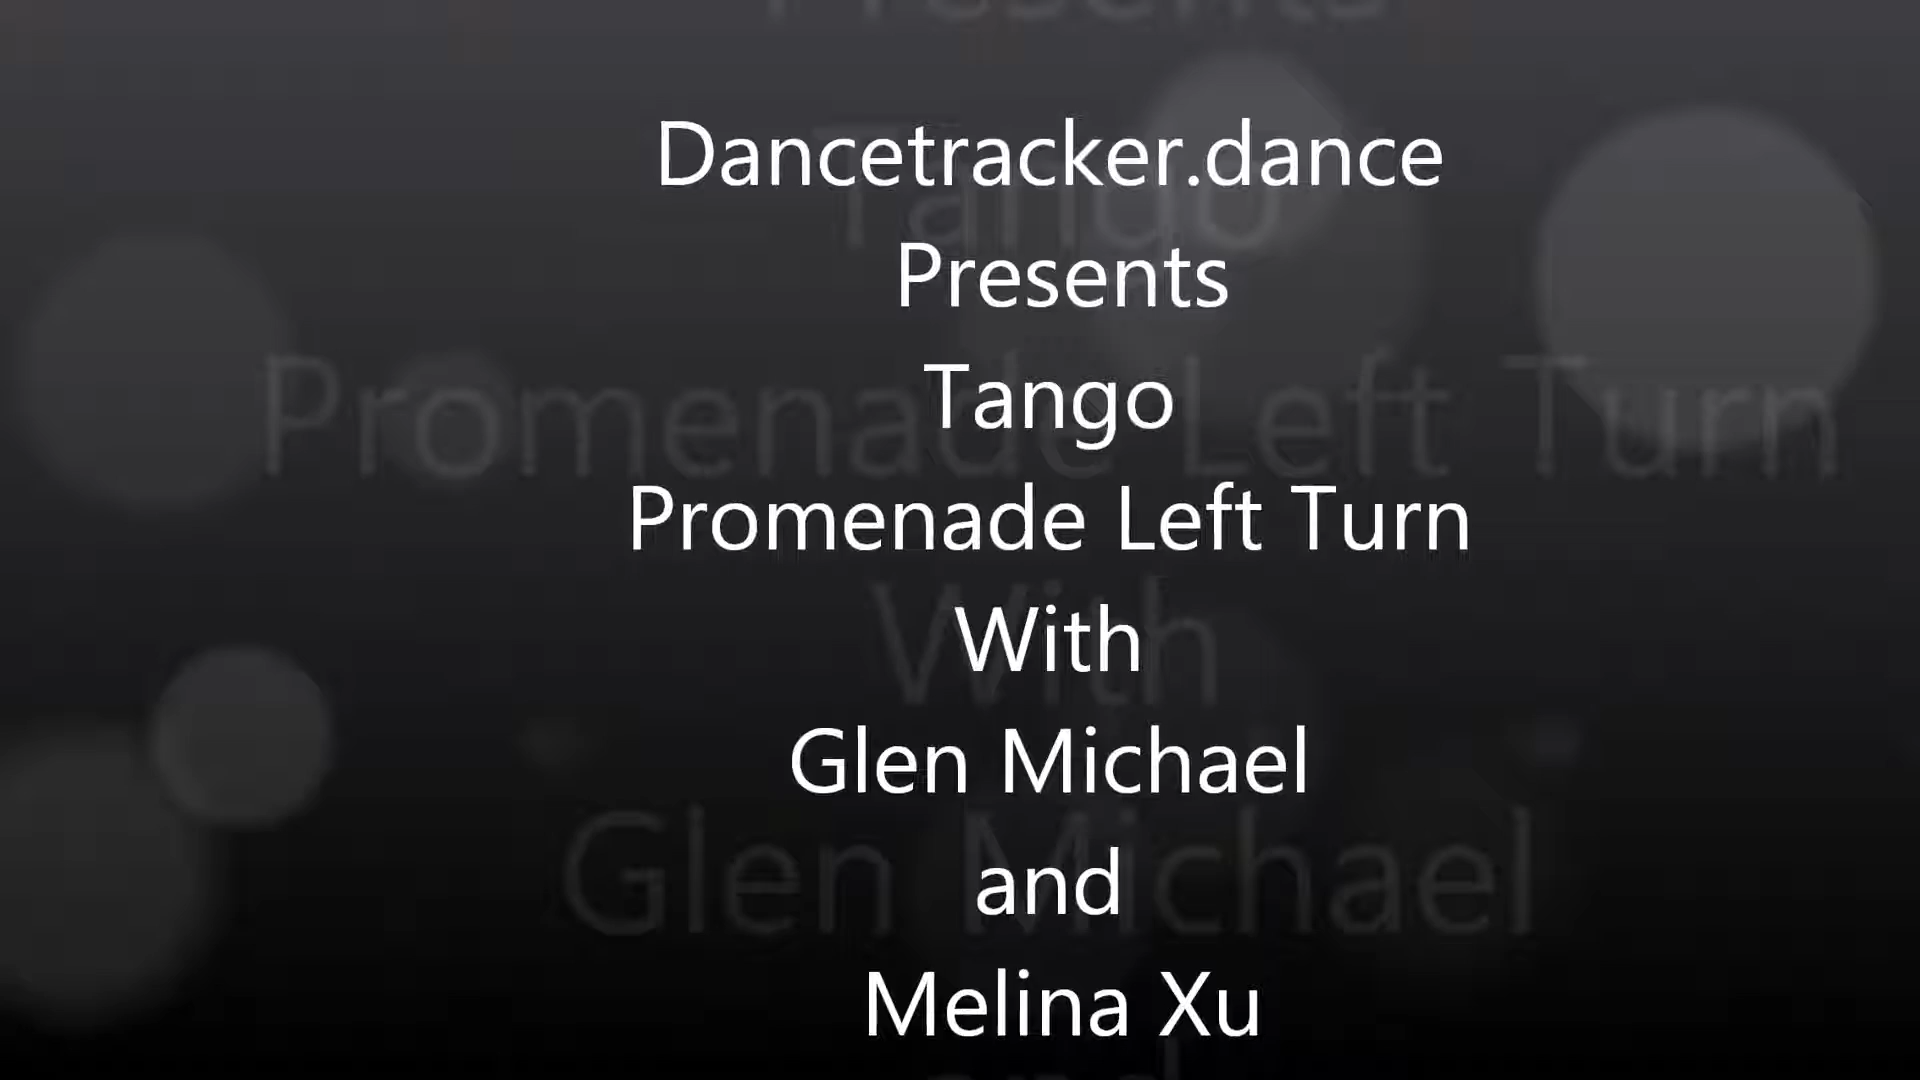 Dancetracker.dance
Presents
Tango
Promenade Left Turn
With
Glen Michael
and
Melina Xu